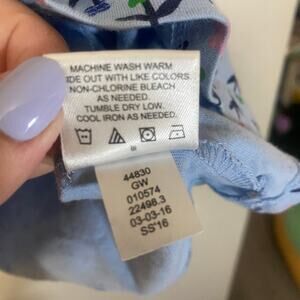 MACHINE WASH WARM
IDE OUT WITH LIKE COLORS.
NON-CHLORINE BLEACH
AS NEEDED.
TUMBLE DRY LOW.
COOL IRON AS NEEDED.
8
44830
GW
010574
22498.3
03-03-16
SS'16